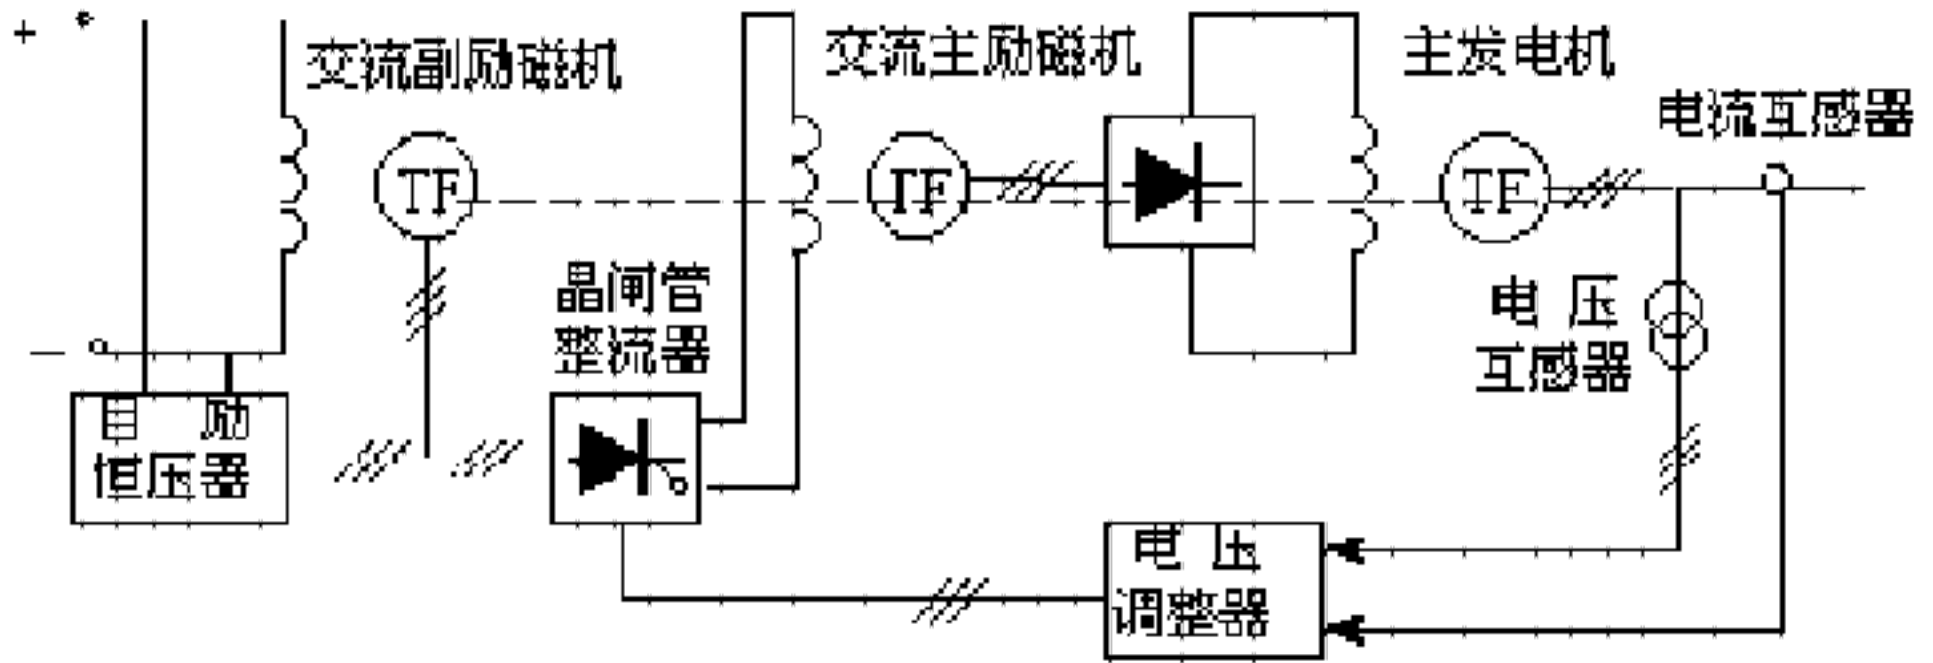 +
交流副励磁机
交流主励磁机
主发电机
电流互感器
TF
TF
TF
晶闸管
整流器
电 压
互感器
—
自 励
恒压器
电 压
调整器